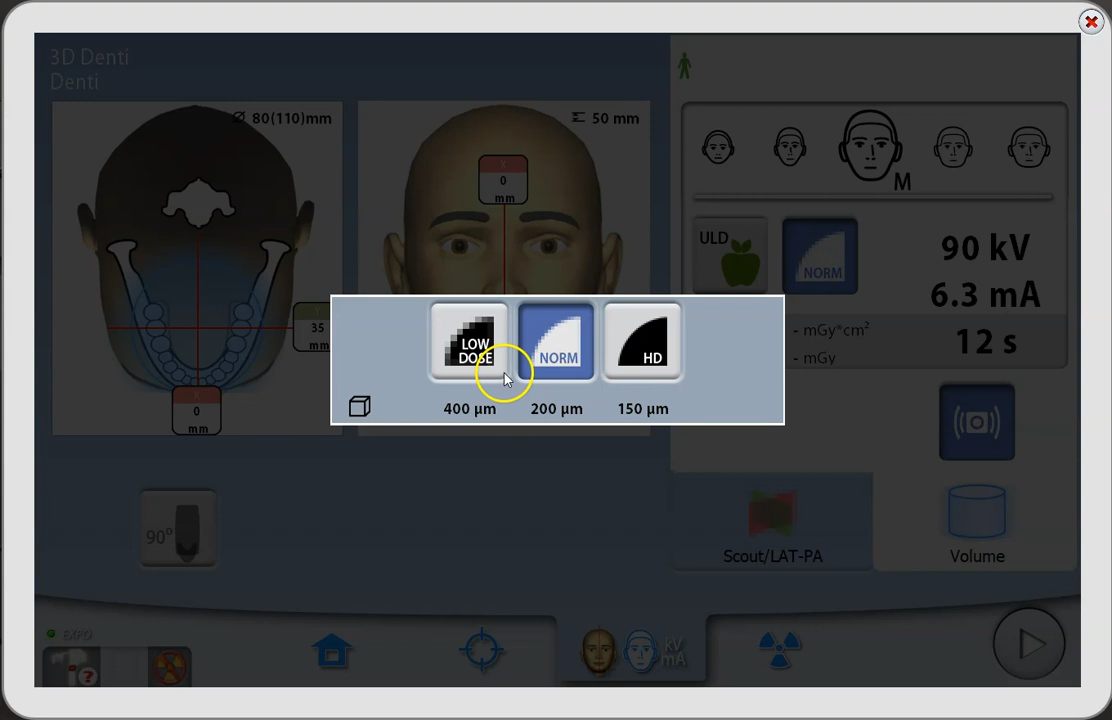 3D Denti
Denti
Ø 80(110)mm
50 mm
X
0
mm
Y
35
mm
X
0
mm
M
ULD
NORM
90 kV
6.3 mA
12 s
- mGy*cm²
- mGy
LOW
DOSE
NORM
HD
400 µm
200 µm
150 µm
90°
Scout/LAT-PA
Volume
EXPO
?
kV
mA